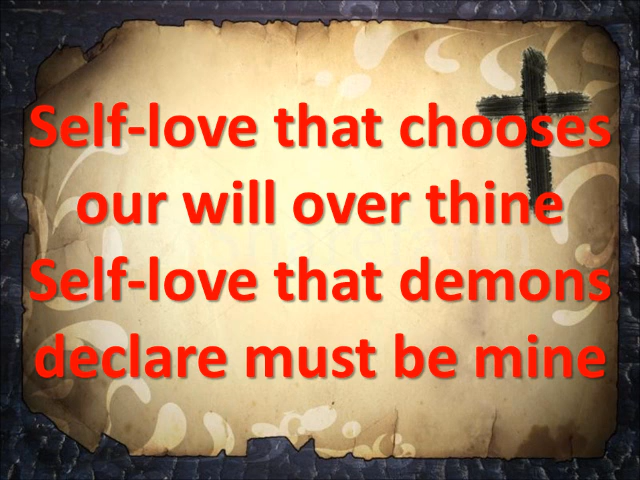 Self-love that chooses
our will over thine
Self-love that demons
declare must be mine